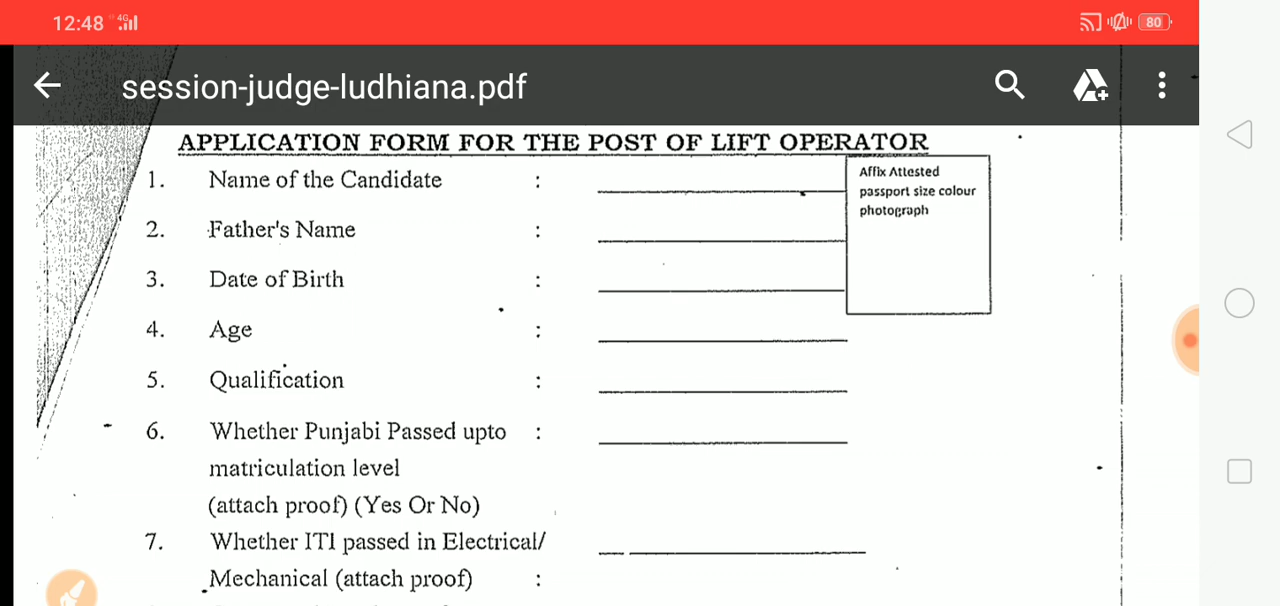 12:48 4G 80
session-judge-ludhiana.pdf
APPLICATION FORM FOR THE POST OF LIFT OPERATOR
Affix Attested
passport size colour
photograph
1. Name of the Candidate :
2. Father's Name :
3. Date of Birth :
4. Age :
5. Qualification :
6. Whether Punjabi Passed upto :
matriculation level
(attach proof) (Yes Or No)
7. Whether ITI passed in Electrical/
Mechanical (attach proof) :